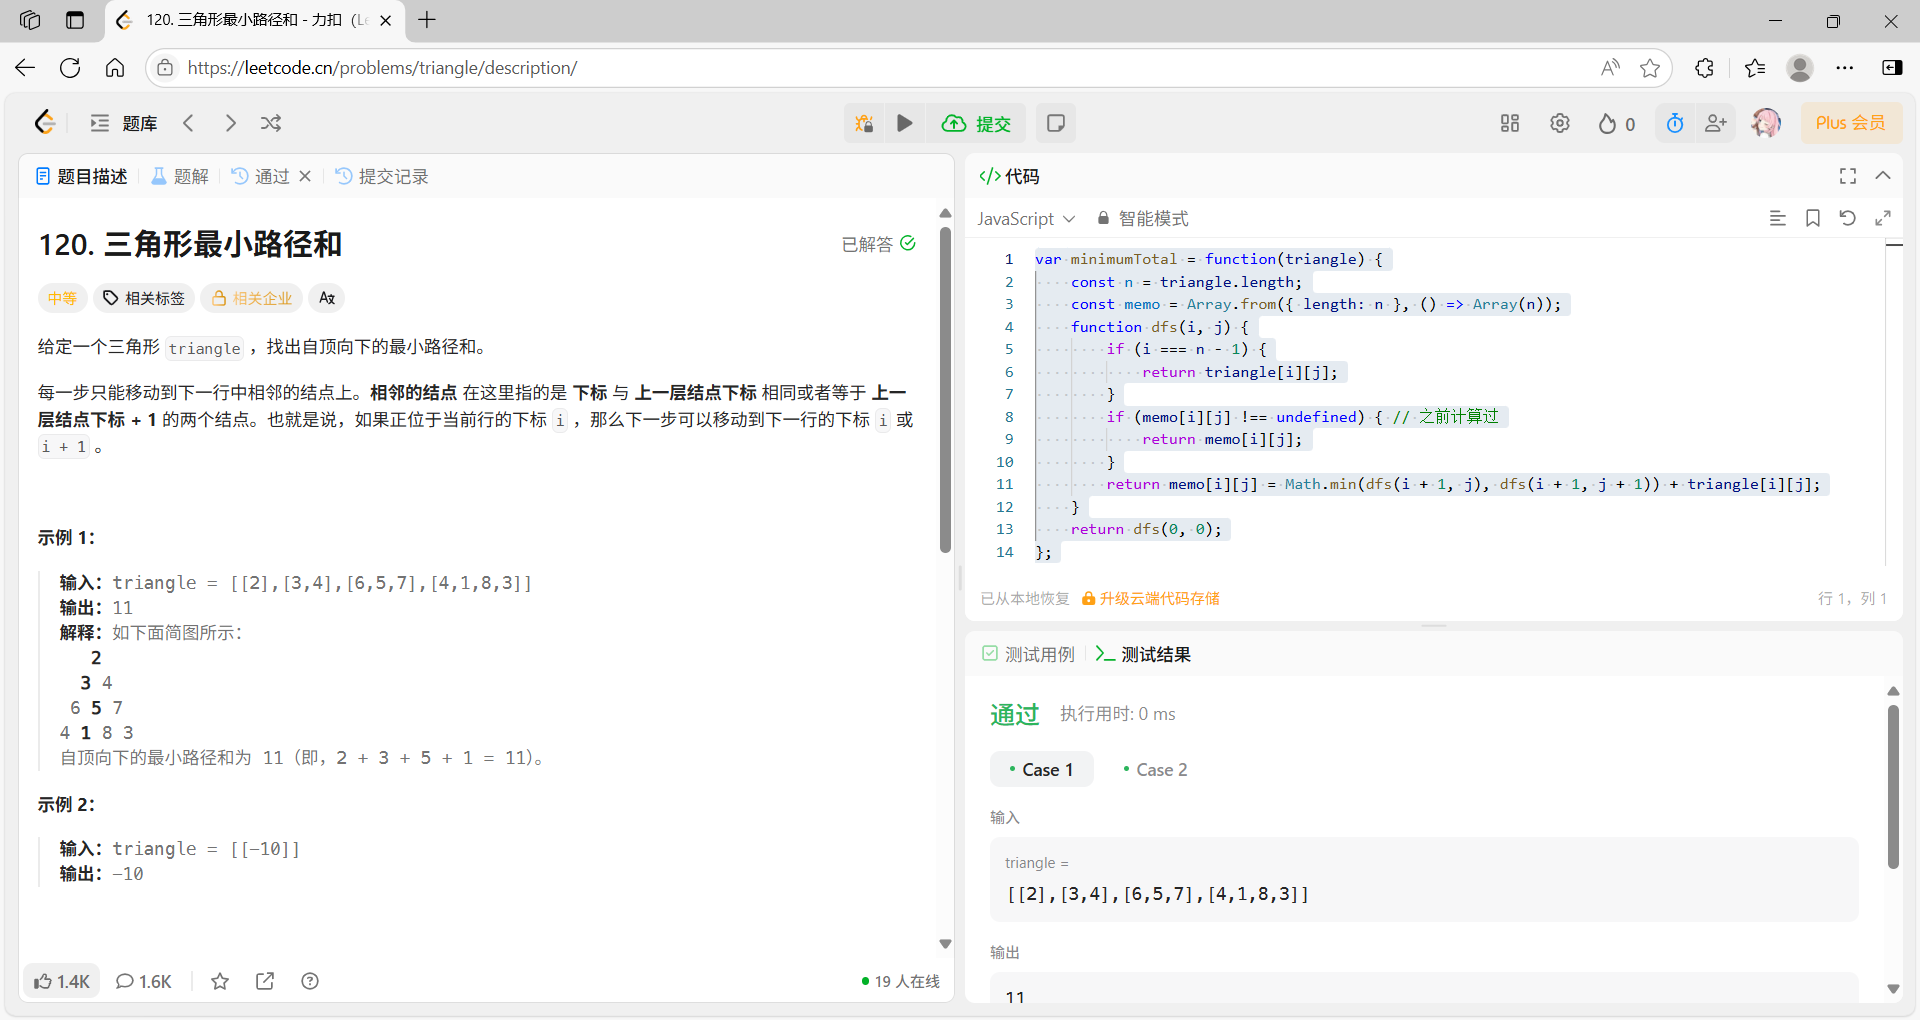 120. 三角形最小路径和 - 力扣（Le
https://leetcode.cn/problems/triangle/description/
题库
提交
0
Plus 会员
题目描述
题解
通过
提交记录
120. 三角形最小路径和
已解答
中等
相关标签
相关企业
给定一个三角形 triangle ，找出自顶向下的最小路径和。
每一步只能移动到下一行中相邻的结点上。相邻的结点 在这里指的是 下标 与 上一层结点下标 相同或者等于 上一
层结点下标 + 1 的两个结点。也就是说，如果正位于当前行的下标 i ，那么下一步可以移动到下一行的下标 i 或
i + 1 。
示例 1：
输入：triangle = [[2],[3,4],[6,5,7],[4,1,8,3]]
输出：11
解释：如下面简图所示：
2
3 4
6 5 7
4 1 8 3
自顶向下的最小路径和为 11（即，2 + 3 + 5 + 1 = 11）。
示例 2：
输入：triangle = [[-10]]
输出：-10
1.4K
1.6K
19 人在线
</> 代码
JavaScript
智能模式
1 var minimumTotal = function(triangle) {
2 const n = triangle.length;
3 const memo = Array.from({ length: n }, () => Array(n));
4 function dfs(i, j) {
5 if (i === n - 1) {
6 return triangle[i][j];
7 }
8 if (memo[i][j] !== undefined) { // 之前计算过
9 return memo[i][j];
10 }
11 return memo[i][j] = Math.min(dfs(i + 1, j), dfs(i + 1, j + 1)) + triangle[i][j];
12 }
13 return dfs(0, 0);
14 };
已从本地恢复
升级云端代码存储
行 1，列 1
测试用例
测试结果
通过
执行用时: 0 ms
Case 1
Case 2
输入
triangle =
[[2],[3,4],[6,5,7],[4,1,8,3]]
输出
11